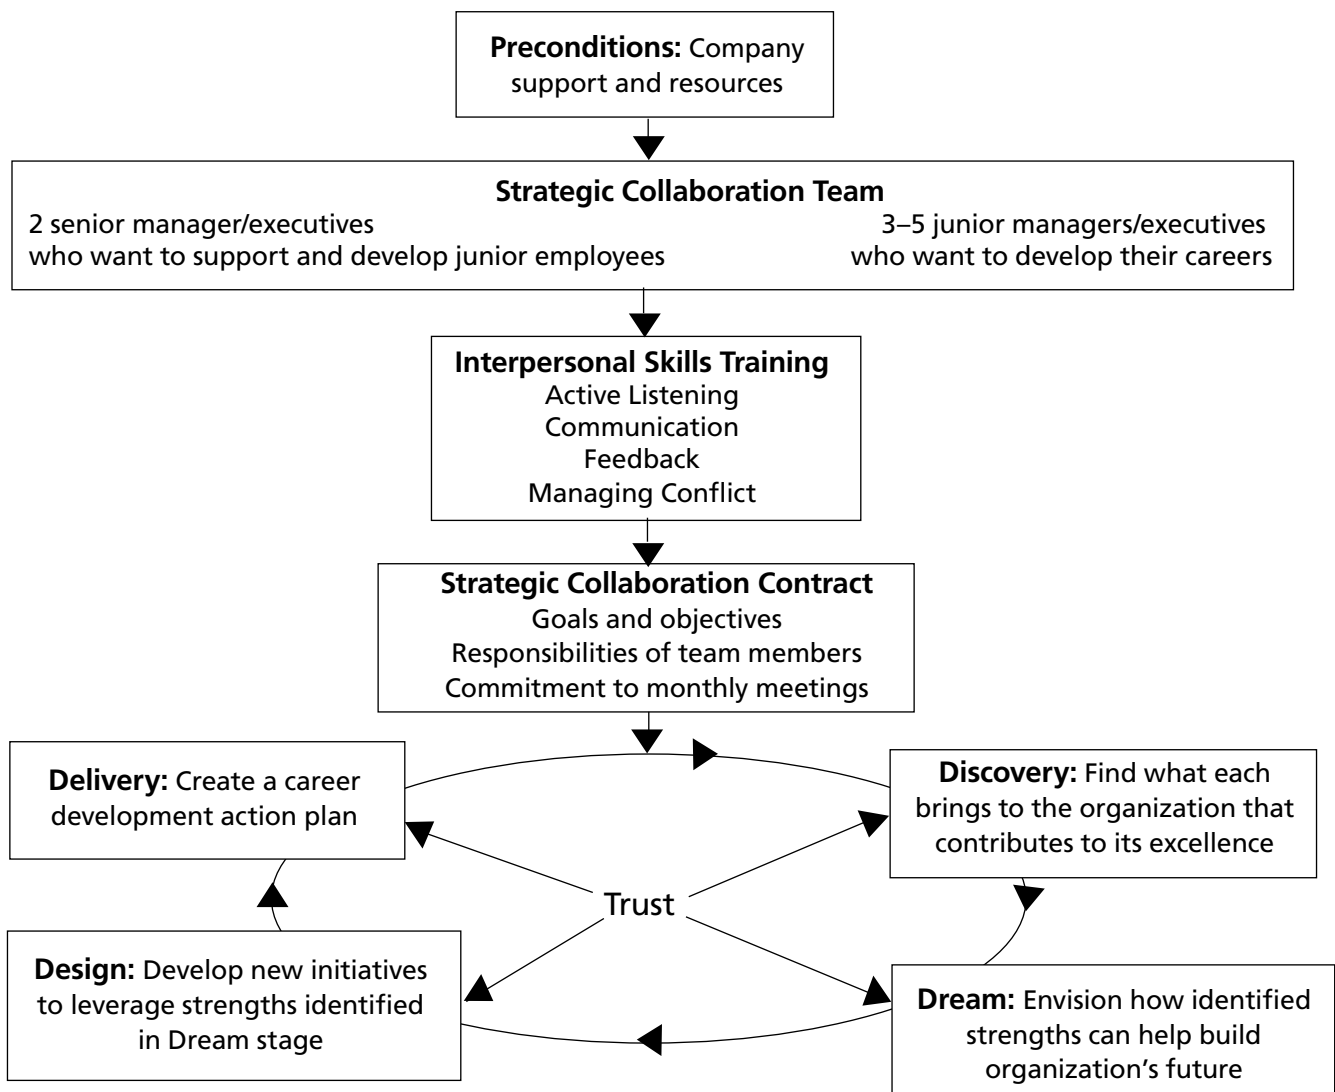 Preconditions: Company
support and resources
Strategic Collaboration Team
2 senior manager/executives
who want to support and develop junior employees
3–5 junior managers/executives
who want to develop their careers
Interpersonal Skills Training
Active Listening
Communication
Feedback
Managing Conflict
Strategic Collaboration Contract
Goals and objectives
Responsibilities of team members
Commitment to monthly meetings
Delivery: Create a career
development action plan
Discovery: Find what each
brings to the organization that
contributes to its excellence
Trust
Design: Develop new initiatives
to leverage strengths identified
in Dream stage
Dream: Envision how identified
strengths can help build
organization’s future